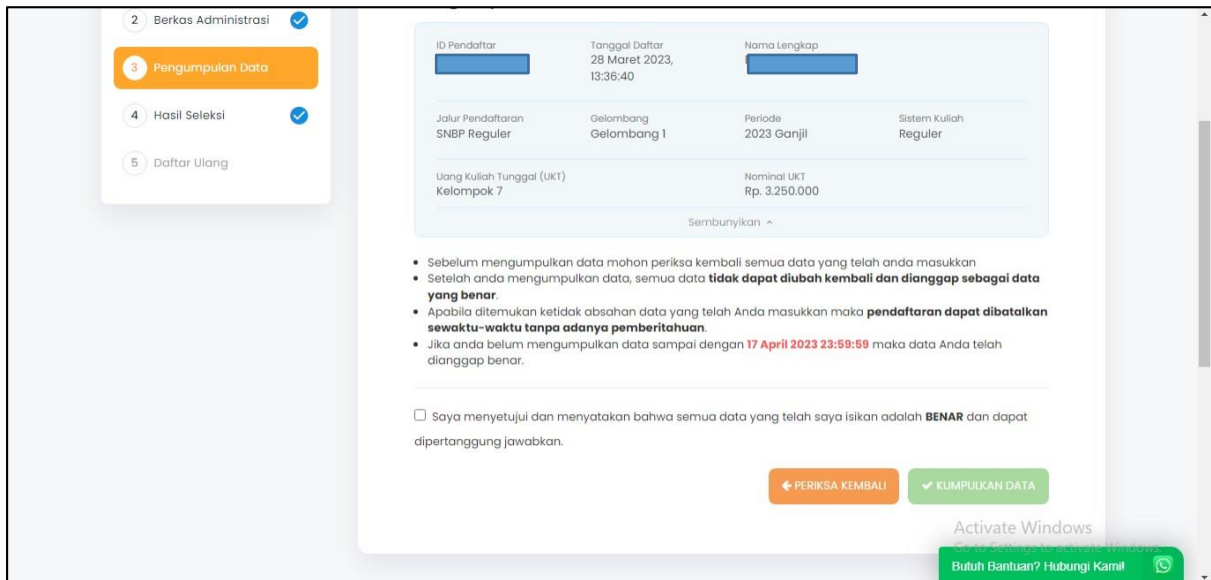 2 Berkas Administrasi
3 Pengumpulan Data
4 Hasil Seleksi
5 Daftar Ulang
ID Pendaftar
Tanggal Daftar
28 Maret 2023,
13:36:40
Nama Lengkap
Jalur Pendaftaran
SNBP Reguler
Gelombang
Gelombang 1
Periode
2023 Ganjil
Sistem Kuliah
Reguler
Uang Kuliah Tunggal (UKT)
Kelompok 7
Nominal UKT
Rp. 3.250.000
Sembunyikan
Sebelum mengumpulkan data mohon periksa kembali semua data yang telah anda masukkan
Setelah anda mengumpulkan data, semua data tidak dapat diubah kembali dan dianggap sebagai data
yang benar.
Apabila ditemukan ketidak absahan data yang telah Anda masukkan maka pendaftaran dapat dibatalkan
sewaktu-waktu tanpa adanya pemberitahuan.
Jika anda belum mengumpulkan data sampai dengan 17 April 2023 23:59:59 maka data Anda telah
dianggap benar.
Saya menyetujui dan menyatakan bahwa semua data yang telah saya isikan adalah BENAR dan dapat
dipertanggung jawabkan.
PERIKSA KEMBALI
KUMPULKAN DATA
Activate Windows
Go to Settings to activate Windows.
Butuh Bantuan? Hubungi Kami!